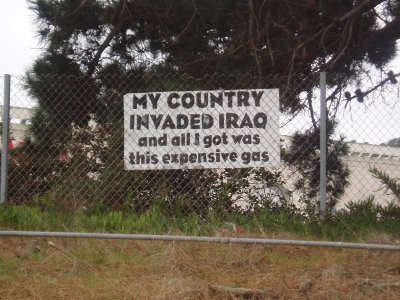 MY COUNTRY
INVADED IRAQ
and all I got was
this expensive gas